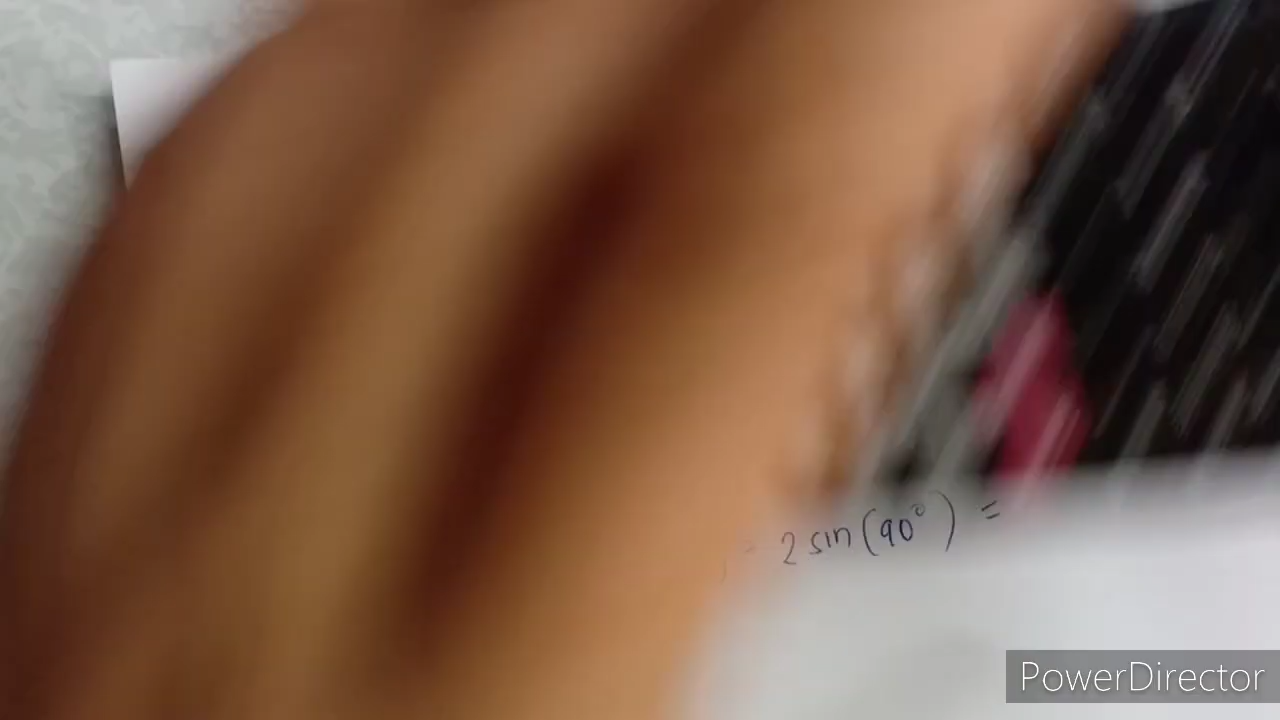 2 sin (90°) =
PowerDirector